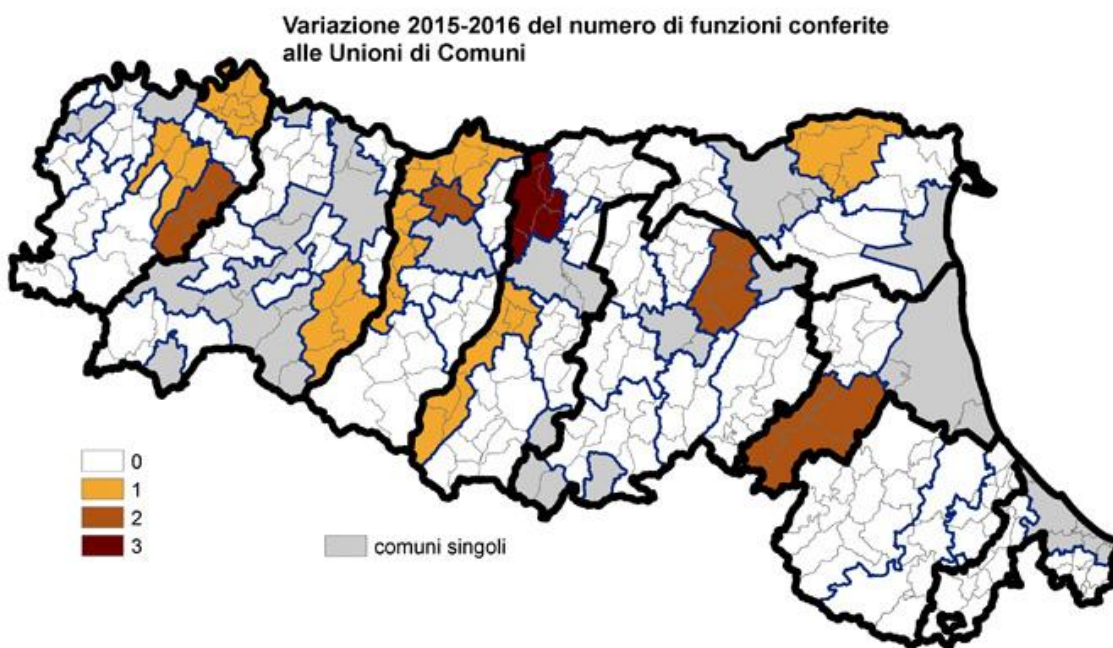 Variazione 2015-2016 del numero di funzioni conferite
alle Unioni di Comuni
0
1
2
3
comuni singoli